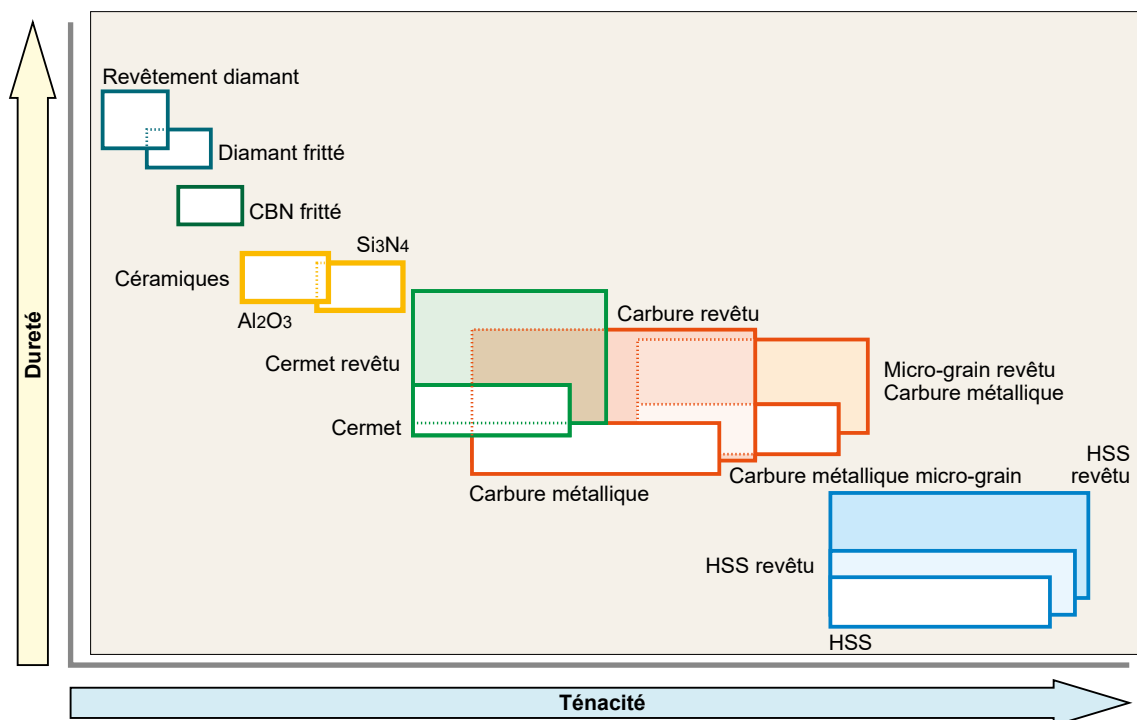 Revêtement diamant
Diamant fritté
CBN fritté
Si3N4
Céramiques
Al2O3
Carbure revêtu
Cermet revêtu
Micro-grain revêtu
Carbure métallique
Cermet
HSS
revêtu
Carbure métallique micro-grain
Carbure métallique
HSS revêtu
HSS
Dureté
Ténacité